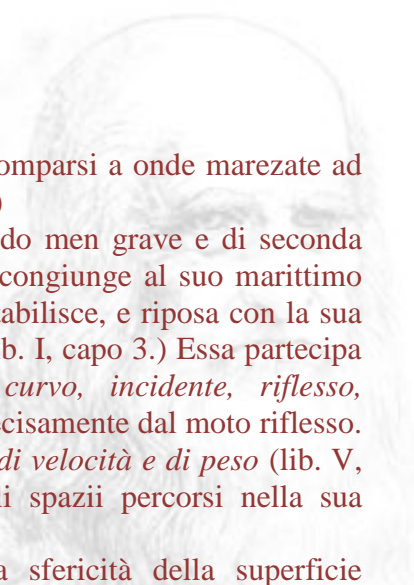 omparsi a onde marezate ad
)
do men grave e di seconda
congiunge al suo marittimo
abilisce, e riposa con la sua
b. I, capo 3.) Essa partecipa
curvo, incidente, riflesso,
ecisamente dal moto riflesso.
di velocità e di peso (lib. V,
li spazii percorsi nella sua
a sfericità della superficie